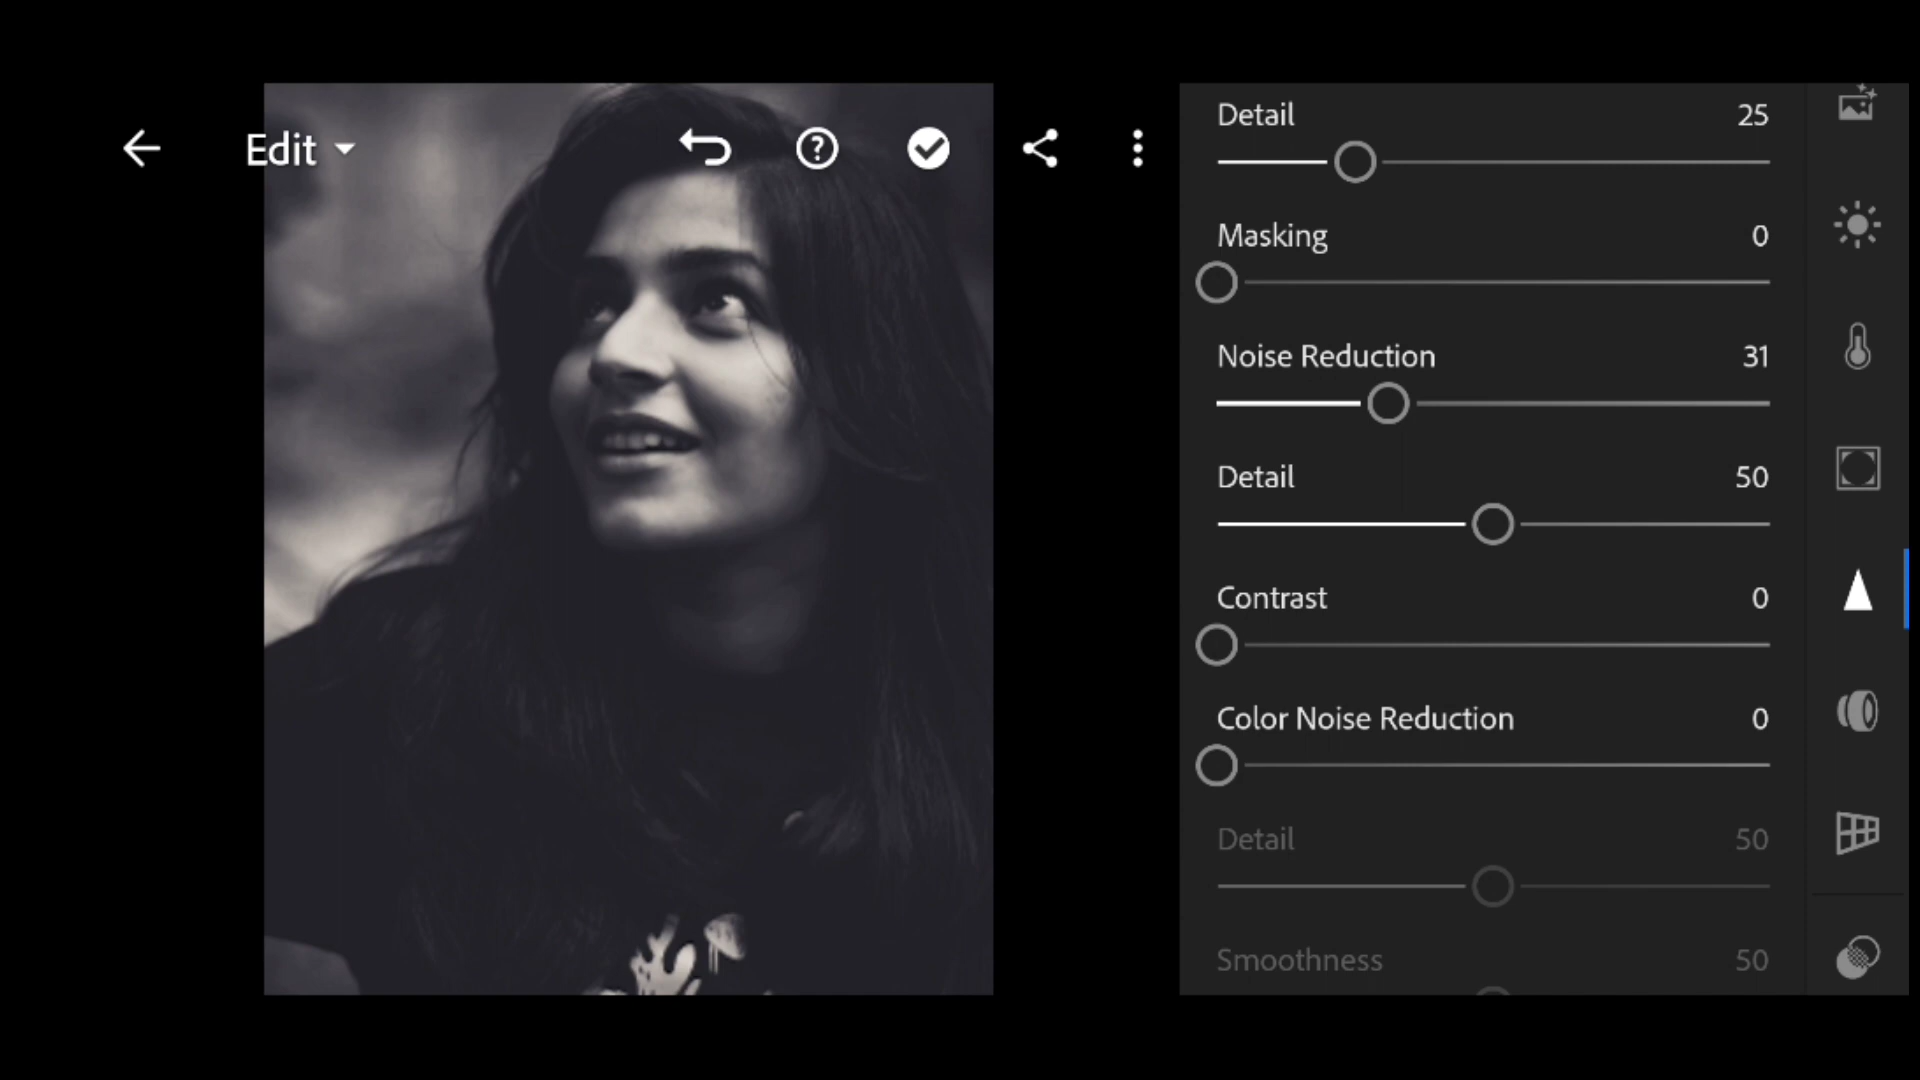 Edit
Detail 25
Masking 0
Noise Reduction 31
Detail 50
Contrast 0
Color Noise Reduction 0
Detail 50
Smoothness 50